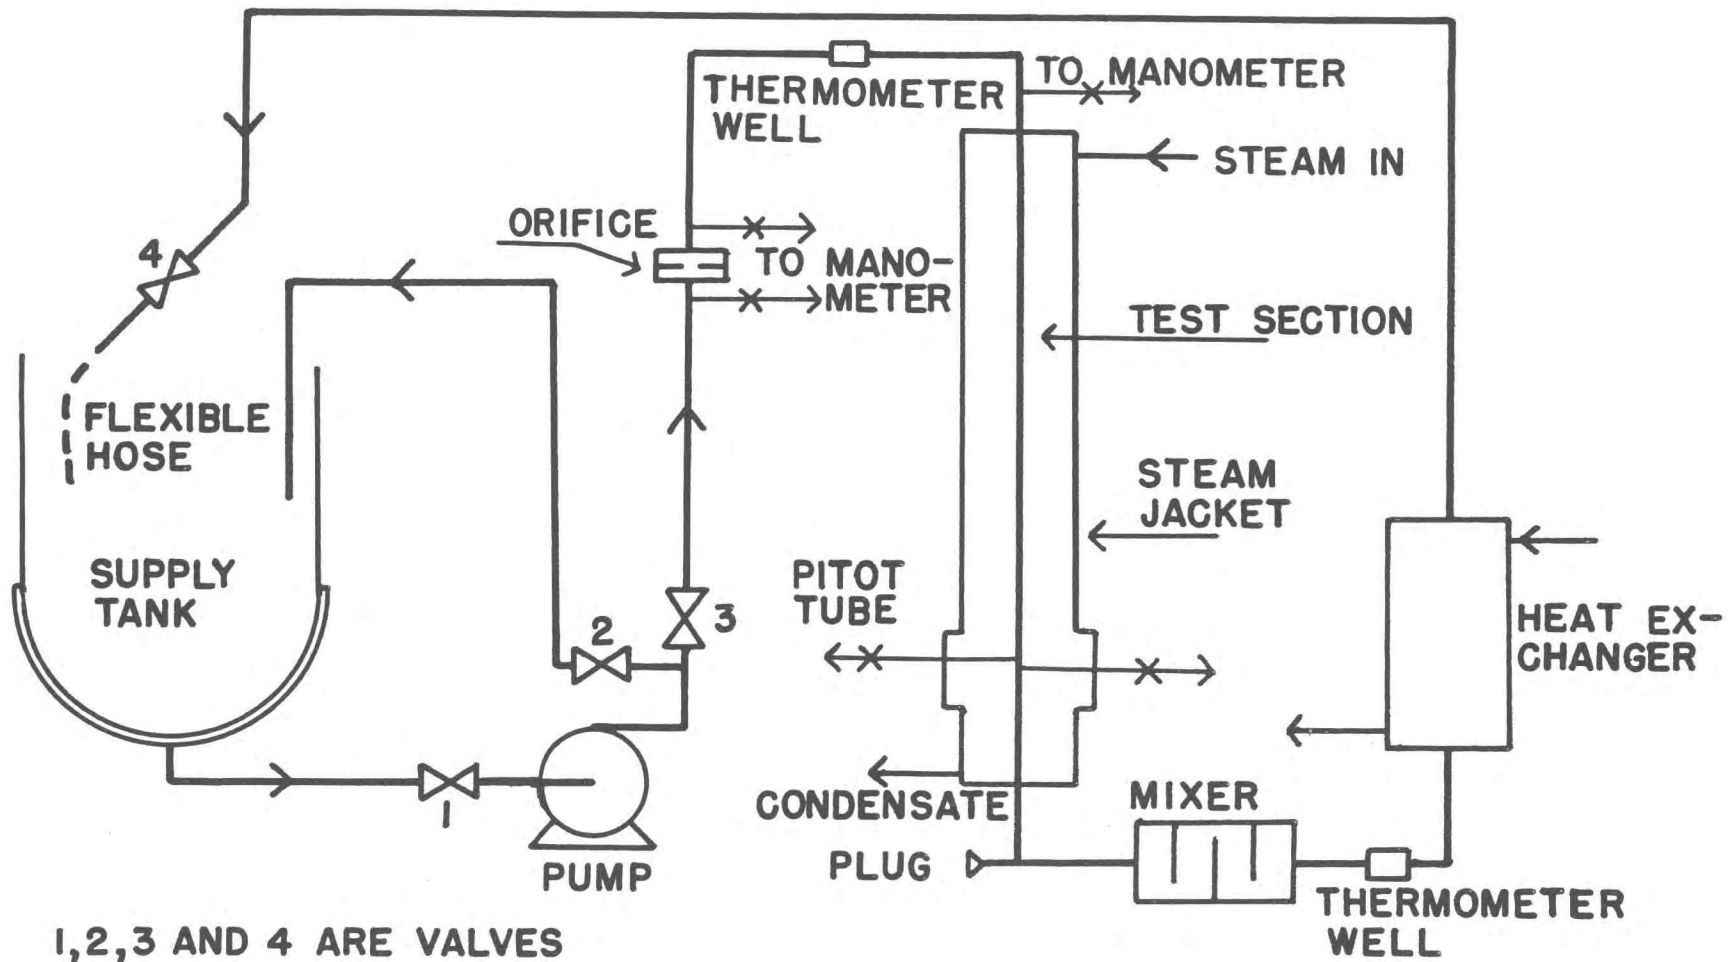 TO MANOMETER
THERMOMETER
WELL
STEAM IN
ORIFICE
4
TO MANO-
METER
TEST SECTION
FLEXIBLE
HOSE
STEAM
JACKET
SUPPLY
TANK
PITOT
TUBE
2
3
HEAT EX-
CHANGER
1
CONDENSATE
MIXER
PUMP
PLUG
THERMOMETER
WELL
1,2,3 AND 4 ARE VALVES